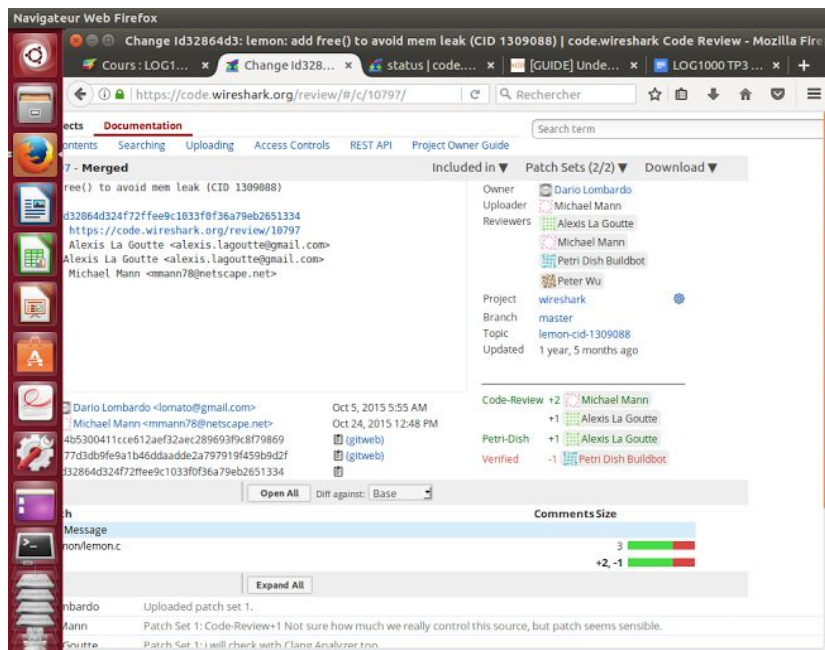 Navigateur Web Firefox
Change Id32864d3: lemon: add free() to avoid mem leak (CID 1309088) | code.wireshark Code Review - Mozilla Fire
Cours : LOG1... × Change Id328... × status | code.... × [GUIDE] Unde... × LOG1000 TP3 ... × +
https://code.wireshark.org/review/#/c/10797/ Rechercher
ects Documentation Search term
ontents Searching Uploading Access Controls REST API Project Owner Guide
7 - Merged Included in ▼ Patch Sets (2/2) ▼ Download ▼
ree() to avoid mem leak (CID 1309088)
d32864d324f72ffee9c1033f0f36a79eb2651334
https://code.wireshark.org/review/10797
Alexis La Goutte <alexis.lagoutte@gmail.com>
Alexis La Goutte <alexis.lagoutte@gmail.com>
Michael Mann <mmann78@netscape.net>
Owner Dario Lombardo
Uploader Michael Mann
Reviewers Alexis La Goutte
Michael Mann
Petri Dish Buildbot
Peter Wu
Project wireshark
Branch master
Topic lemon-cid-1309088
Updated 1 year, 5 months ago
Code-Review +2 Michael Mann
+1 Alexis La Goutte
Petri-Dish +1 Alexis La Goutte
Verified -1 Petri Dish Buildbot
Dario Lombardo <lomato@gmail.com> Oct 5, 2015 5:55 AM
Michael Mann <mmann78@netscape.net> Oct 24, 2015 12:48 PM
4b5300411cce612aef32aec289693f9c8f79869 (gitweb)
77d3db9fe9a1b46ddaadde2a797919f459b9d2f (gitweb)
d32864d324f72ffee9c1033f0f36a79eb2651334
Open All Diff against: Base
h Comments Size
Message
non/lemon.c 3
+2, -1
Expand All
mbardo Uploaded patch set 1.
Mann Patch Set 1: Code-Review+1 Not sure how much we really control this source, but patch seems sensible.
Goutte Patch Set 1: i will check with Clang Analyzer too